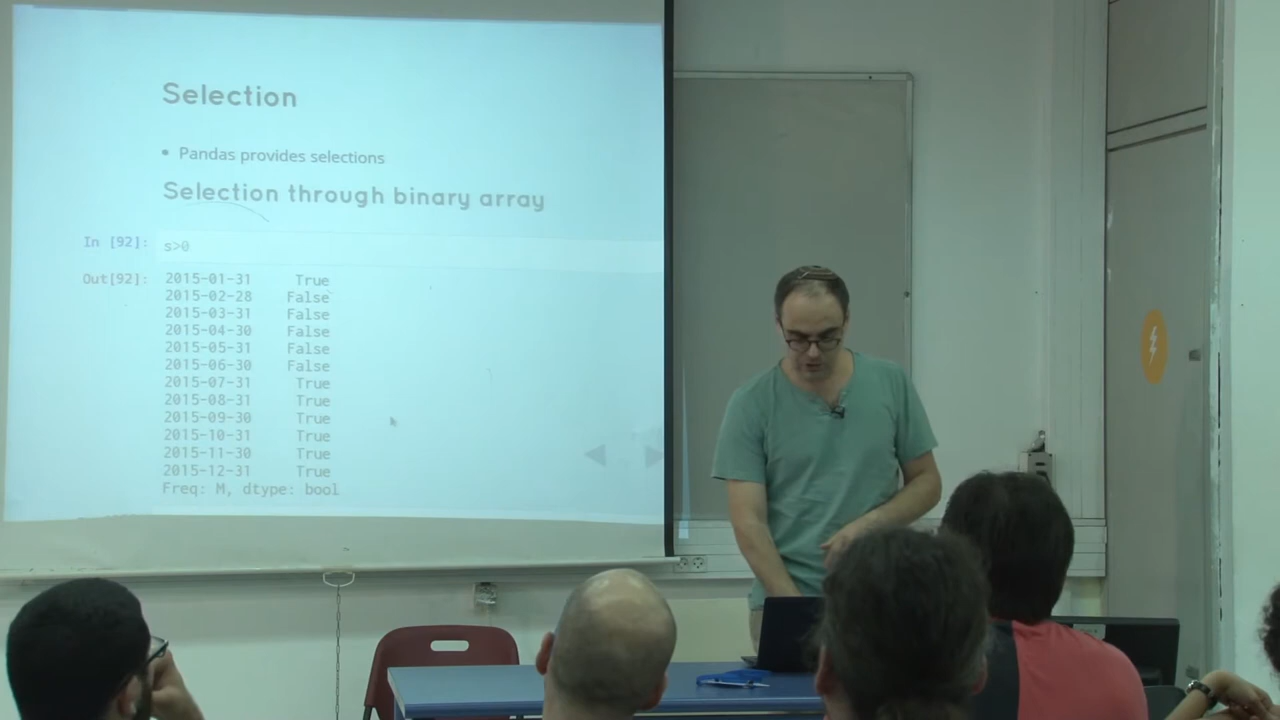 Selection
• Pandas provides selections
Selection through binary array
In [92]: s>0
Out[92]: 2015-01-31 True
2015-02-28 False
2015-03-31 False
2015-04-30 False
2015-05-31 False
2015-06-30 False
2015-07-31 True
2015-08-31 True
2015-09-30 True
2015-10-31 True
2015-11-30 True
2015-12-31 True
Freq: M, dtype: bool